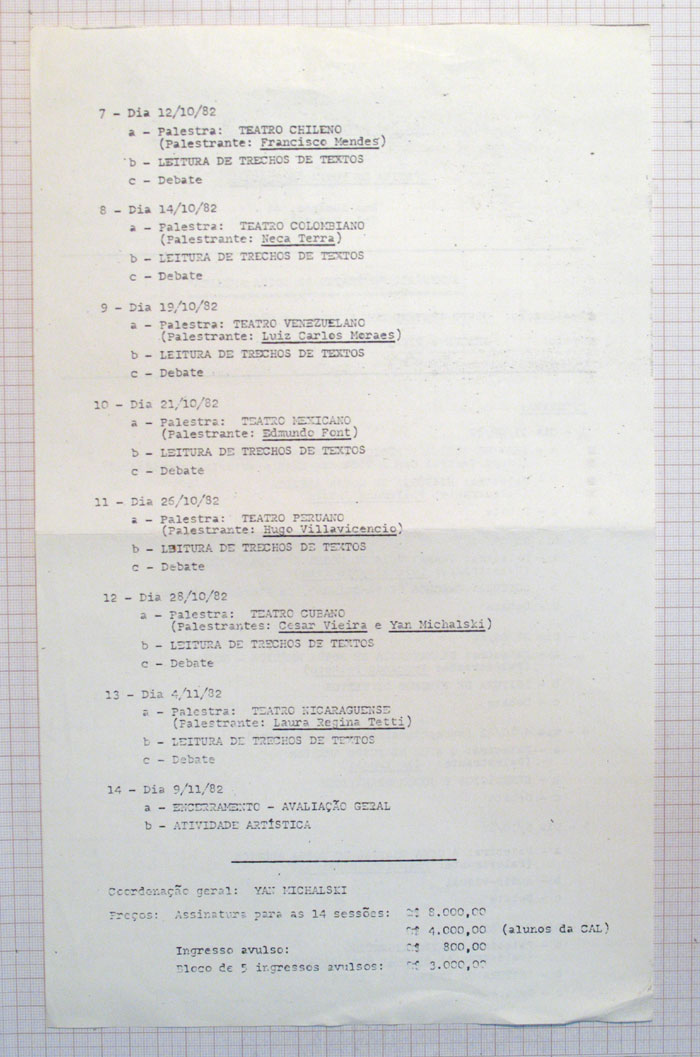 7 - Dia 12/10/82
a - Palestra: TEATRO CHILENO
(Palestrante: Francisco Mendes)
b - LEITURA DE TRECHOS DE TEXTOS
c - Debate
8 - Dia 14/10/82
a - Palestra: TEATRO COLOMBIANO
(Palestrante: Neca Terra)
b - LEITURA DE TRECHOS DE TEXTOS
c - Debate
9 - Dia 19/10/82
a - Palestra: TEATRO VENEZUELANO
(Palestrante: Luiz Carlos Moraes)
b - LEITURA DE TRECHOS DE TEXTOS
c - Debate
10 - Dia 21/10/82
a - Palestra: TEATRO MEXICANO
(Palestrante: Edmundo Font)
b - LEITURA DE TRECHOS DE TEXTOS
c - Debate
11 - Dia 26/10/82
a - Palestra: TEATRO PERUANO
(Palestrante: Hugo Villavicencio)
b - LEITURA DE TRECHOS DE TEXTOS
c - Debate
12 - Dia 28/10/82
a - Palestra: TEATRO CUBANO
(Palestrantes: Cesar Vieira e Yan Michalski)
b - LEITURA DE TRECHOS DE TEXTOS
c - Debate
13 - Dia 4/11/82
a - Palestra: TEATRO NICARAGUENSE
(Palestrante: Laura Regina Tetti)
b - LEITURA DE TRECHOS DE TEXTOS
c - Debate
14 - Dia 9/11/82
a - ENCERRAMENTO - AVALIAÇÃO GERAL
b - ATIVIDADE ARTÍSTICA
Coordenação geral: YAN MICHALSKI
Preços: Assinatura para as 14 sessões: Cr$ 8.000,00
Cr$ 4.000,00 (alunos da CAL)
Ingresso avulso: Cr$ 800,00
Bloco de 5 ingressos avulsos: Cr$ 3.000,00